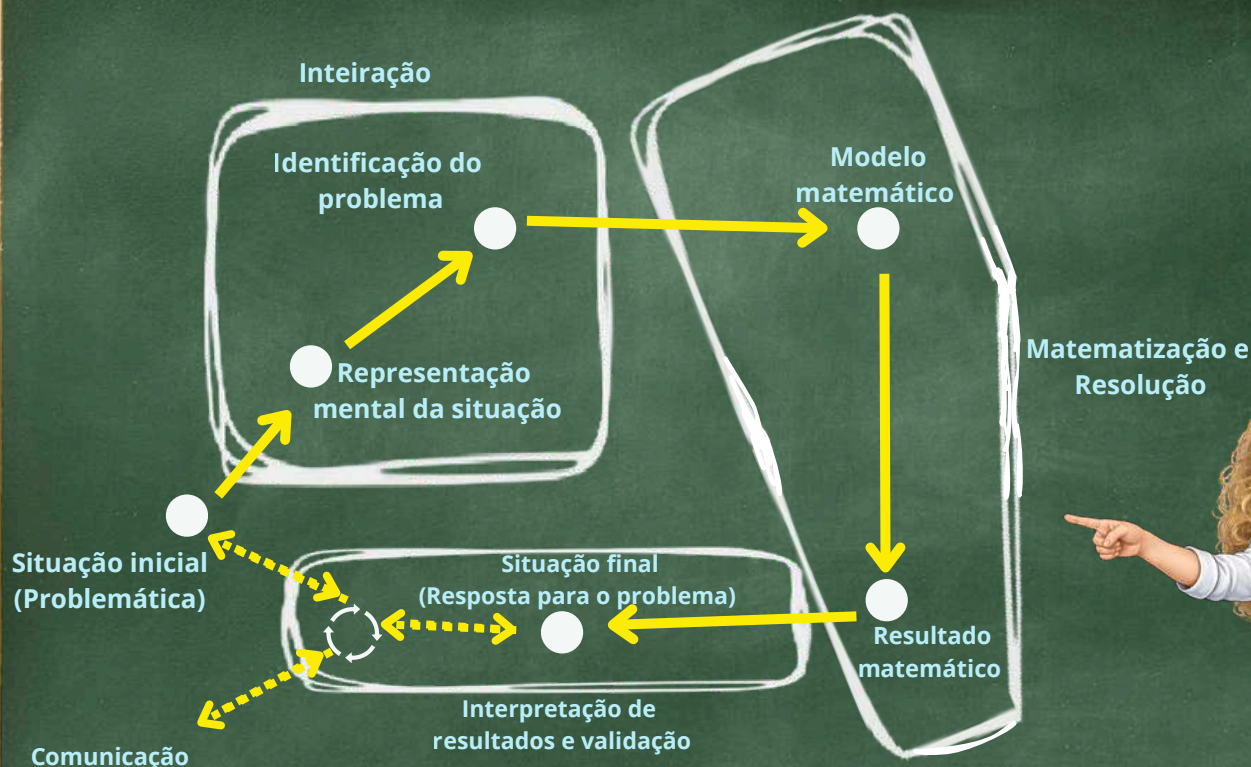 Inteiração
Identificação do
problema
Modelo
matemático
Matematização e
Resolução
Representação
mental da situação
Situação inicial
(Problemática)
Situação final
(Resposta para o problema)
Resultado
matemático
Interpretação de
resultados e validação
Comunicação